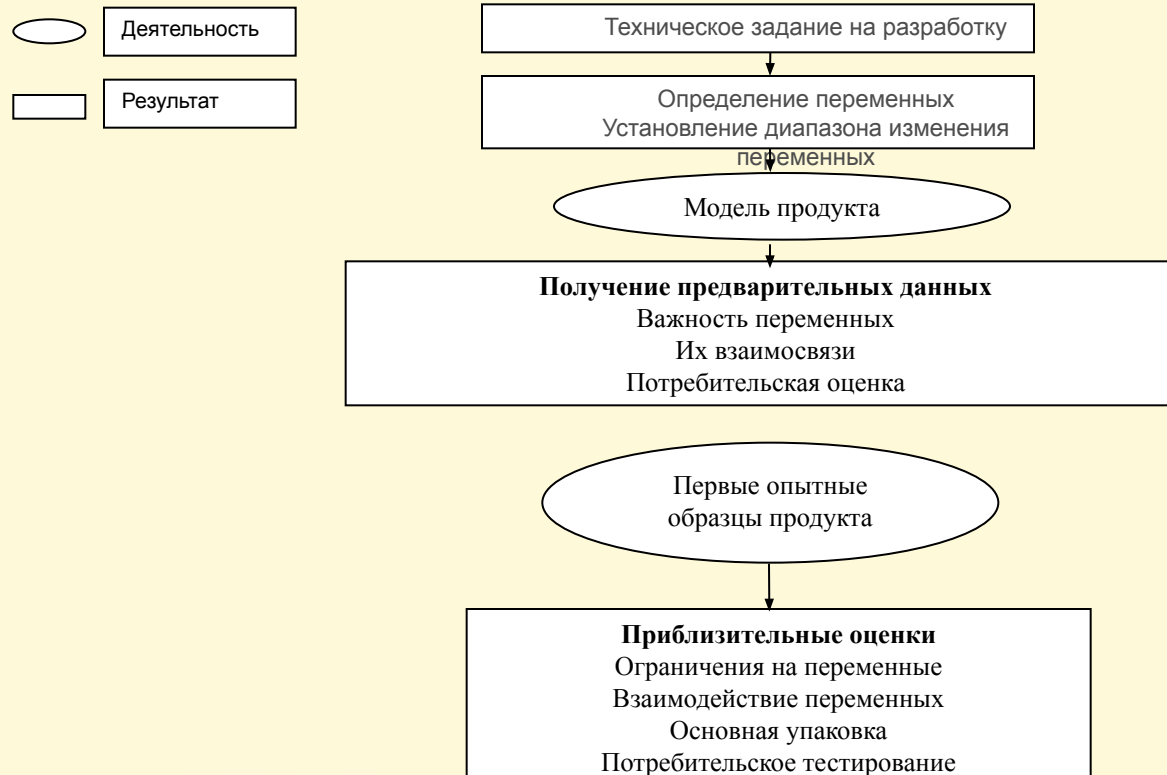 Деятельность
Результат
Техническое задание на разработку
Определение переменных
Установление диапазона изменения
переменных
Модель продукта
Получение предварительных данных
Важность переменных
Их взаимосвязи
Потребительская оценка
Первые опытные
образцы продукта
Приблизительные оценки
Ограничения на переменные
Взаимодействие переменных
Основная упаковка
Потребительское тестирование